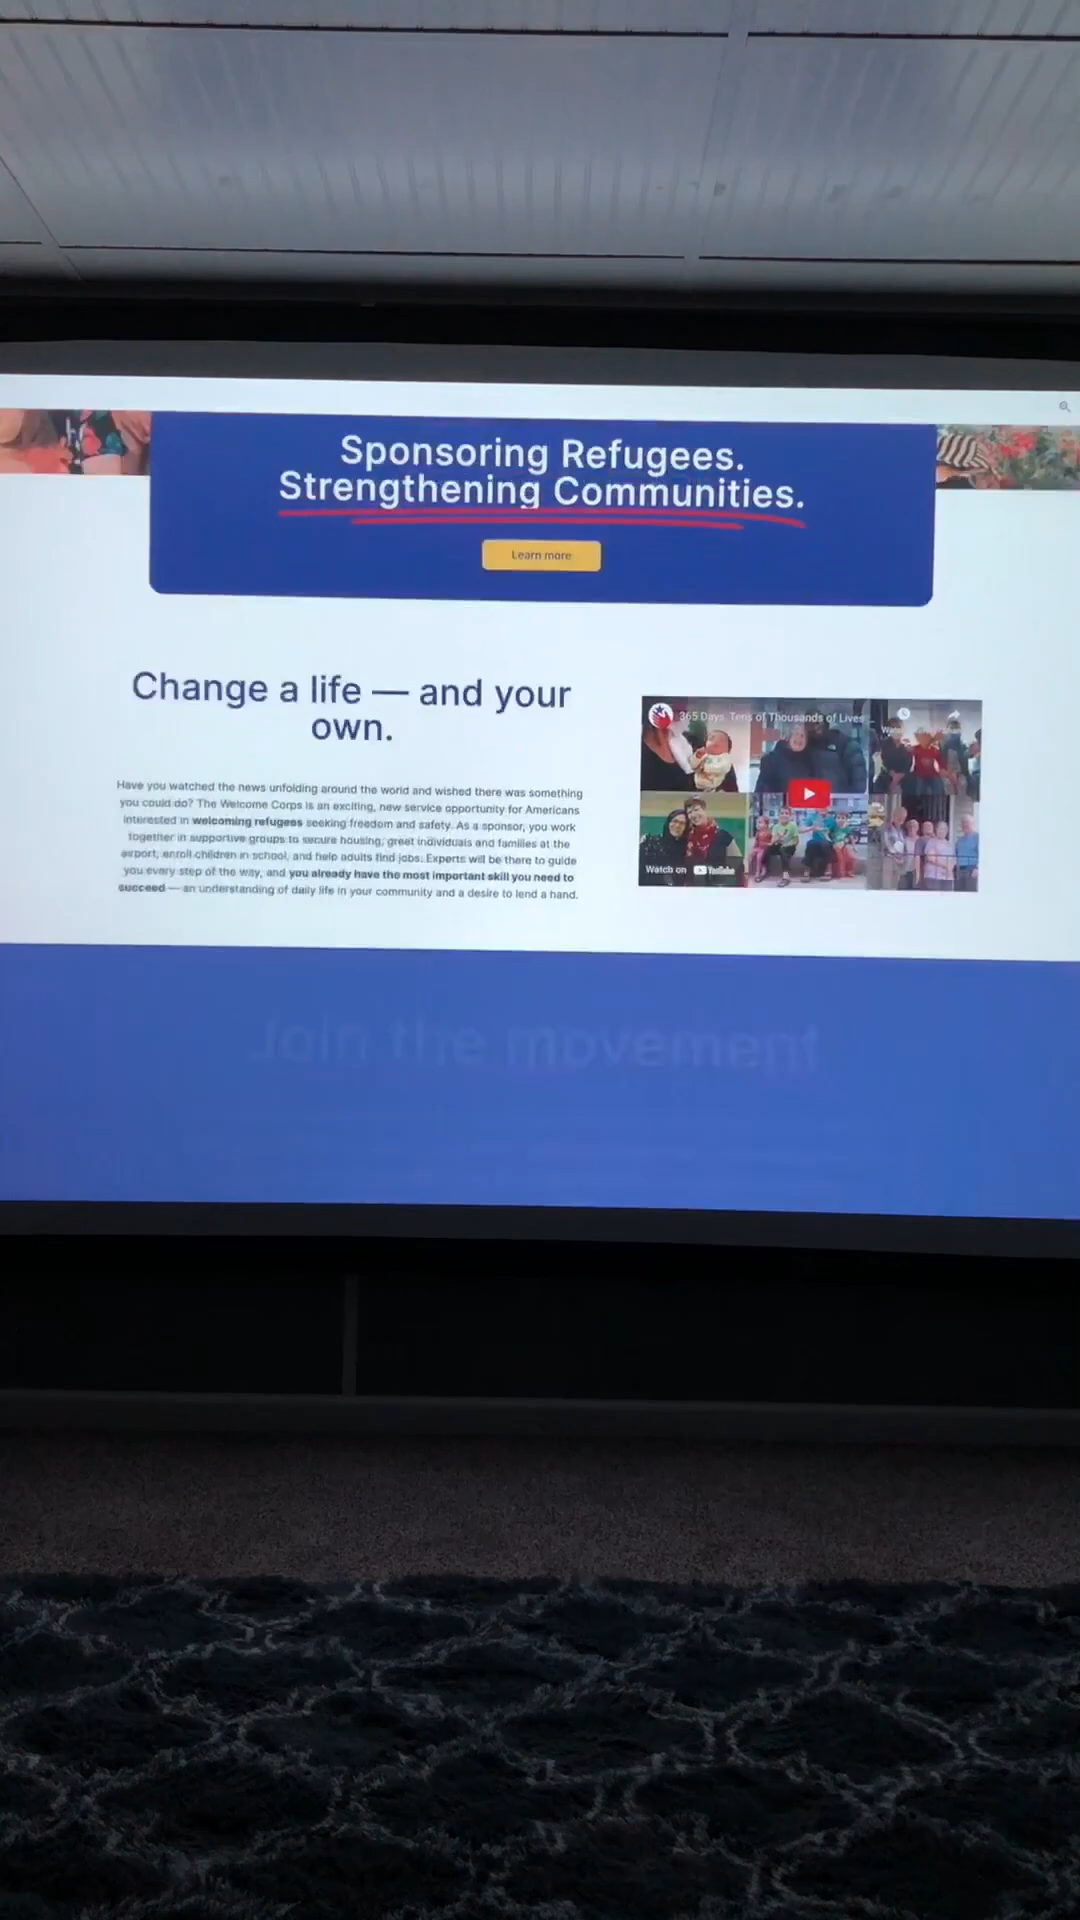 Sponsoring Refugees.
Strengthening Communities.
Learn more
Change a life — and your
own.
Have you watched the news unfolding around the world and wished there was something
you could do? The Welcome Corps is an exciting, new service opportunity for Americans
interested in welcoming refugees seeking freedom and safety. As a sponsor, you work
together in supportive groups to secure housing, greet individuals and families at the
airport, enroll children in school, and help adults find jobs. Experts will be there to guide
you every step of the way, and you already have the most important skill you need to
succeed — an understanding of daily life in your community and a desire to lend a hand.
365 Days. Tens of Thousands of Lives ...
Watch on YouTube
Join the movement